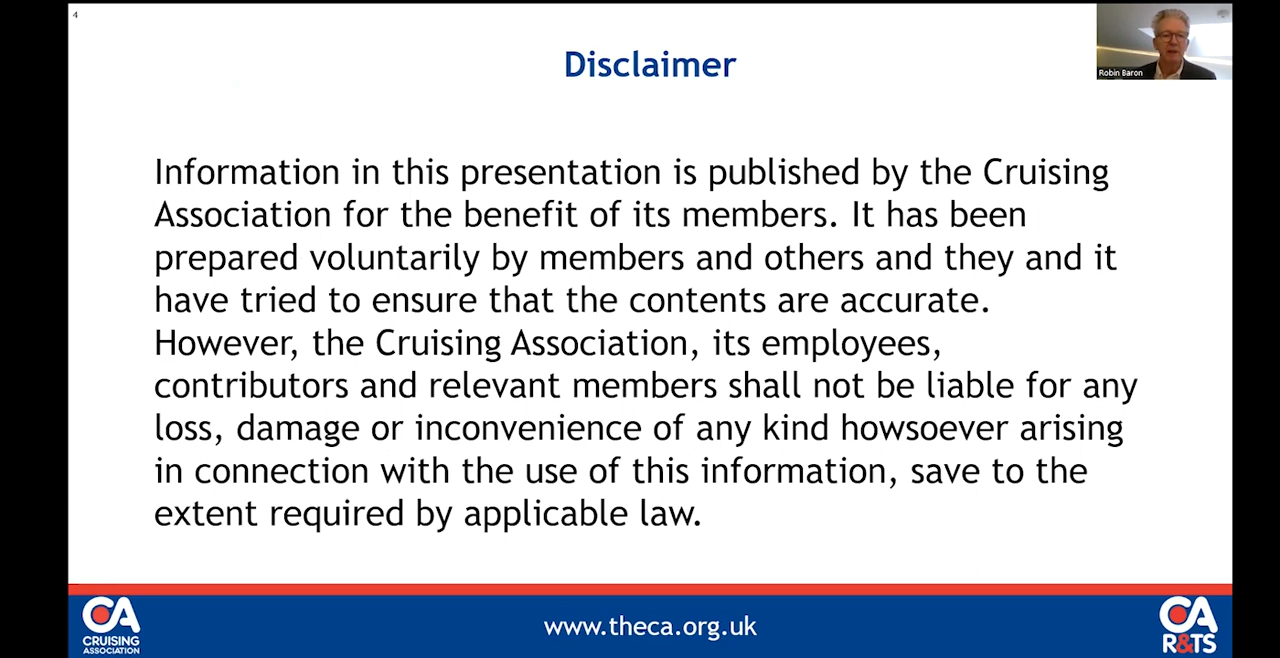 4
Disclaimer
Robin Baron
Information in this presentation is published by the Cruising
Association for the benefit of its members. It has been
prepared voluntarily by members and others and they and it
have tried to ensure that the contents are accurate.
However, the Cruising Association, its employees,
contributors and relevant members shall not be liable for any
loss, damage or inconvenience of any kind howsoever arising
in connection with the use of this information, save to the
extent required by applicable law.
CA
CRUISING
ASSOCIATION
www.theca.org.uk
CA
R&TS